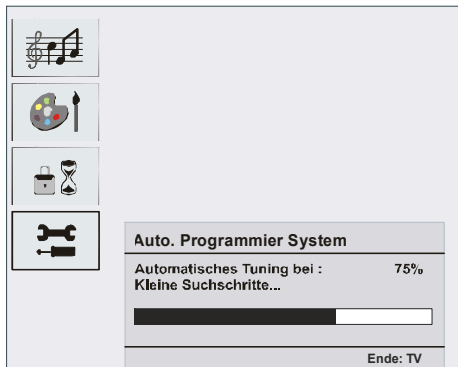 Auto. Programmier System
Automatisches Tuning bei : 75%
Kleine Suchschritte...
Ende: TV